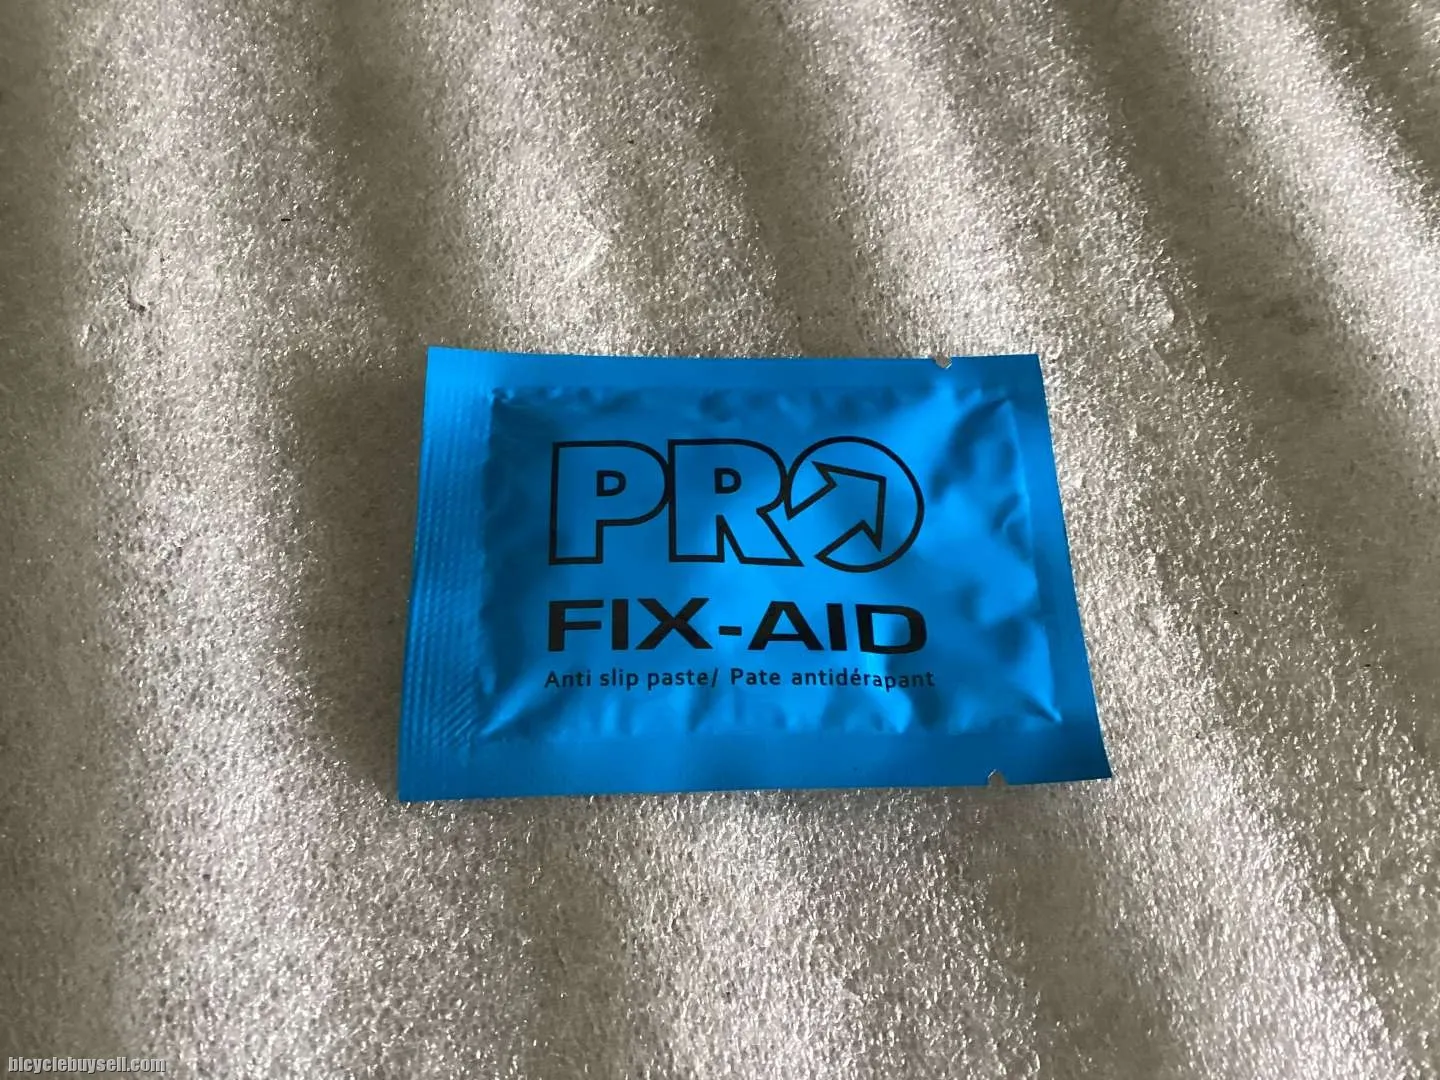 PRO
FIX-AID
Anti slip paste/ Pate antidérapant
bicyclebuysell.com